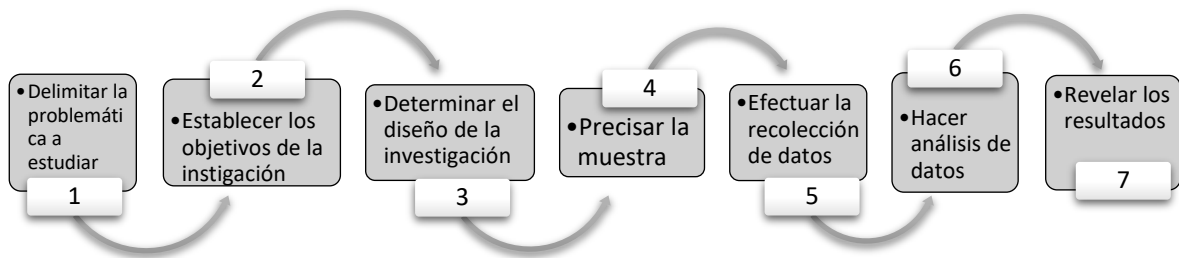 •Delimitar la
problemáti
ca a
estudiar
1
2
•Establecer los
objetivos de la
instigación
•Determinar el
diseño de la
investigación
3
4
•Precisar la
muestra
•Efectuar la
recolección
de datos
5
6
•Hacer
análisis de
datos
•Revelar los
resultados
7